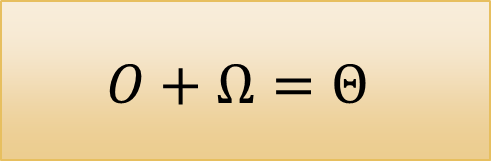 O + Ω = Θ